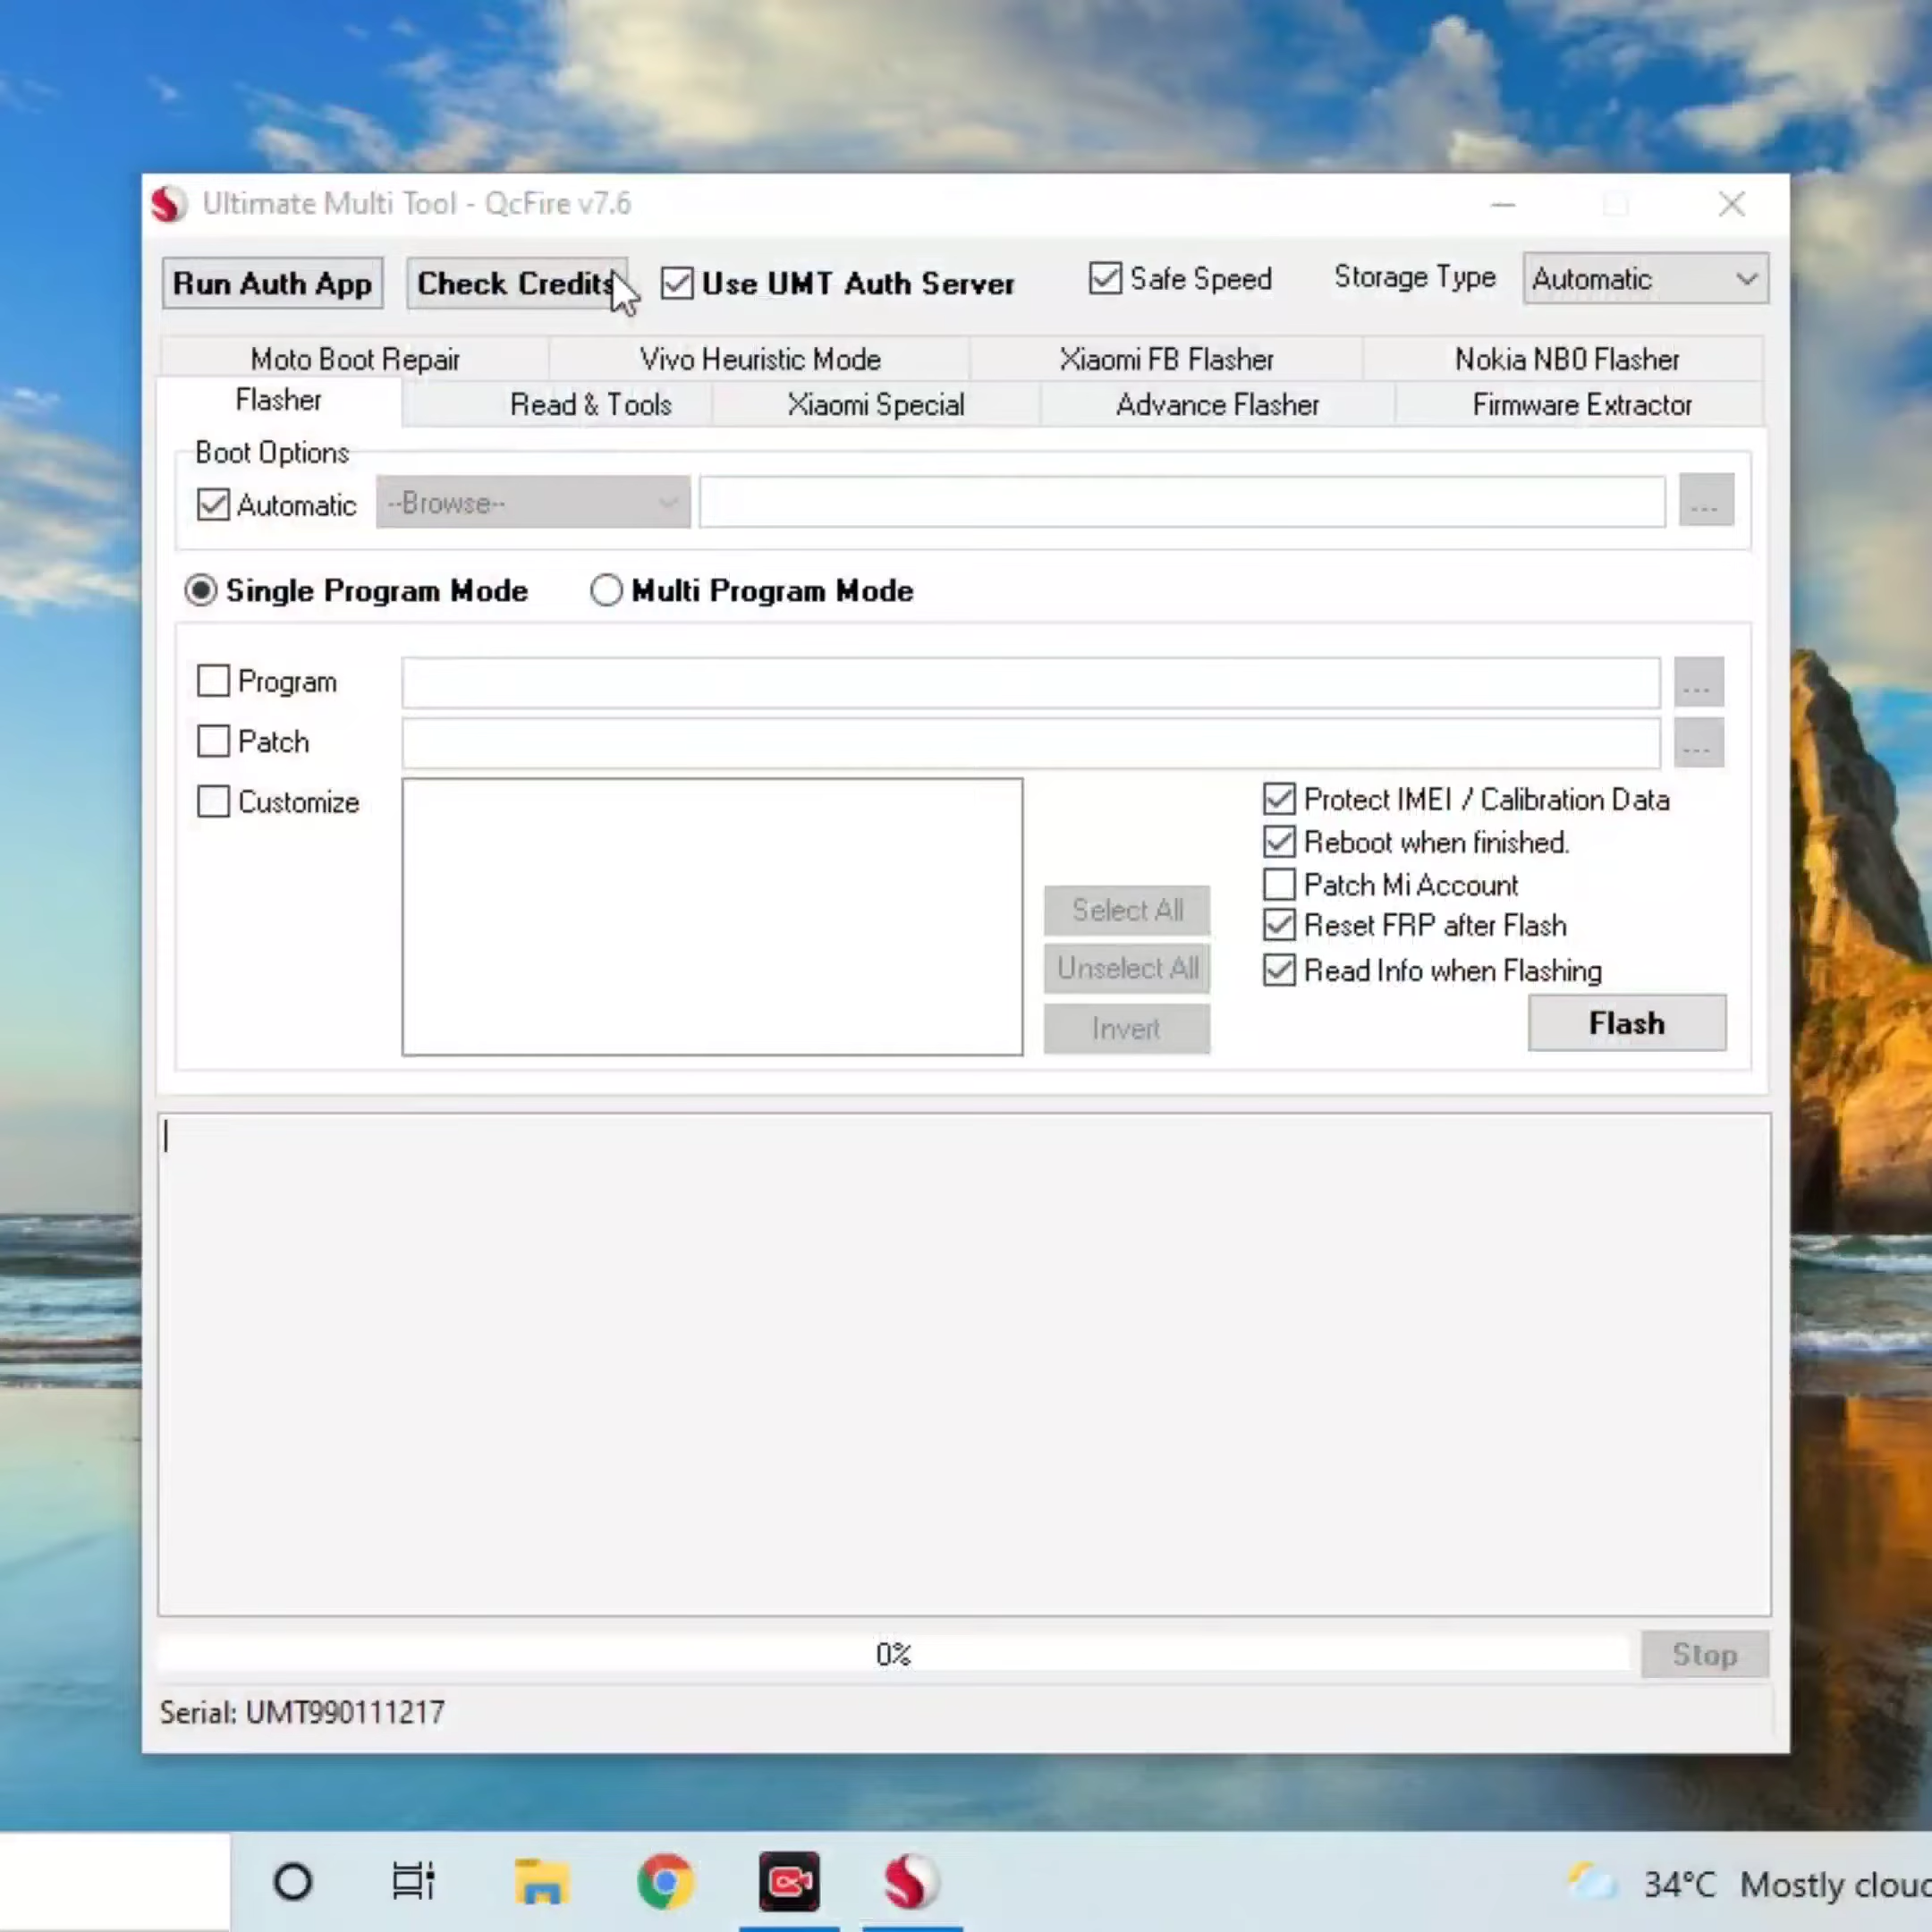 Ultimate Multi Tool - QcFire v7.6
Run Auth App Check Credits Use UMT Auth Server Safe Speed Storage Type Automatic
Moto Boot Repair Vivo Heuristic Mode Xiaomi FB Flasher Nokia NB0 Flasher
Flasher Read & Tools Xiaomi Special Advance Flasher Firmware Extractor
Boot Options
Automatic --Browse-- ...
Single Program Mode Multi Program Mode
Program ...
Patch ...
Customize Protect IMEI / Calibration Data
Reboot when finished.
Patch Mi Account
Select All Reset FRP after Flash
Unselect All Read Info when Flashing
Invert Flash
0% Stop
Serial: UMT990111217
34°C Mostly clouc